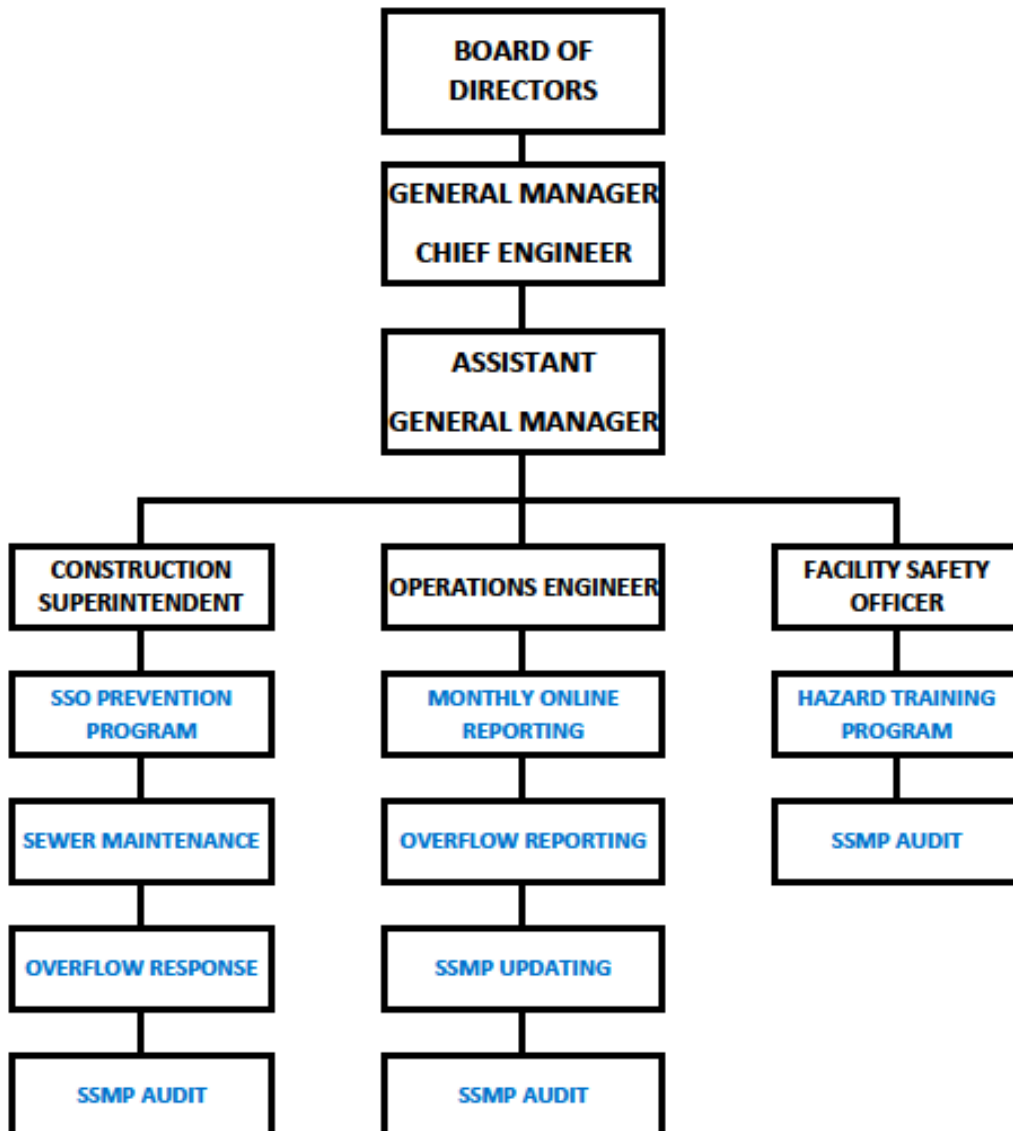 BOARD OF
DIRECTORS
GENERAL MANAGER
CHIEF ENGINEER
ASSISTANT
GENERAL MANAGER
CONSTRUCTION
SUPERINTENDENT
OPERATIONS ENGINEER
FACILITY SAFETY
OFFICER
SSO PREVENTION
PROGRAM
MONTHLY ONLINE
REPORTING
HAZARD TRAINING
PROGRAM
SEWER MAINTENANCE
OVERFLOW REPORTING
SSMP AUDIT
OVERFLOW RESPONSE
SSMP UPDATING
SSMP AUDIT
SSMP AUDIT